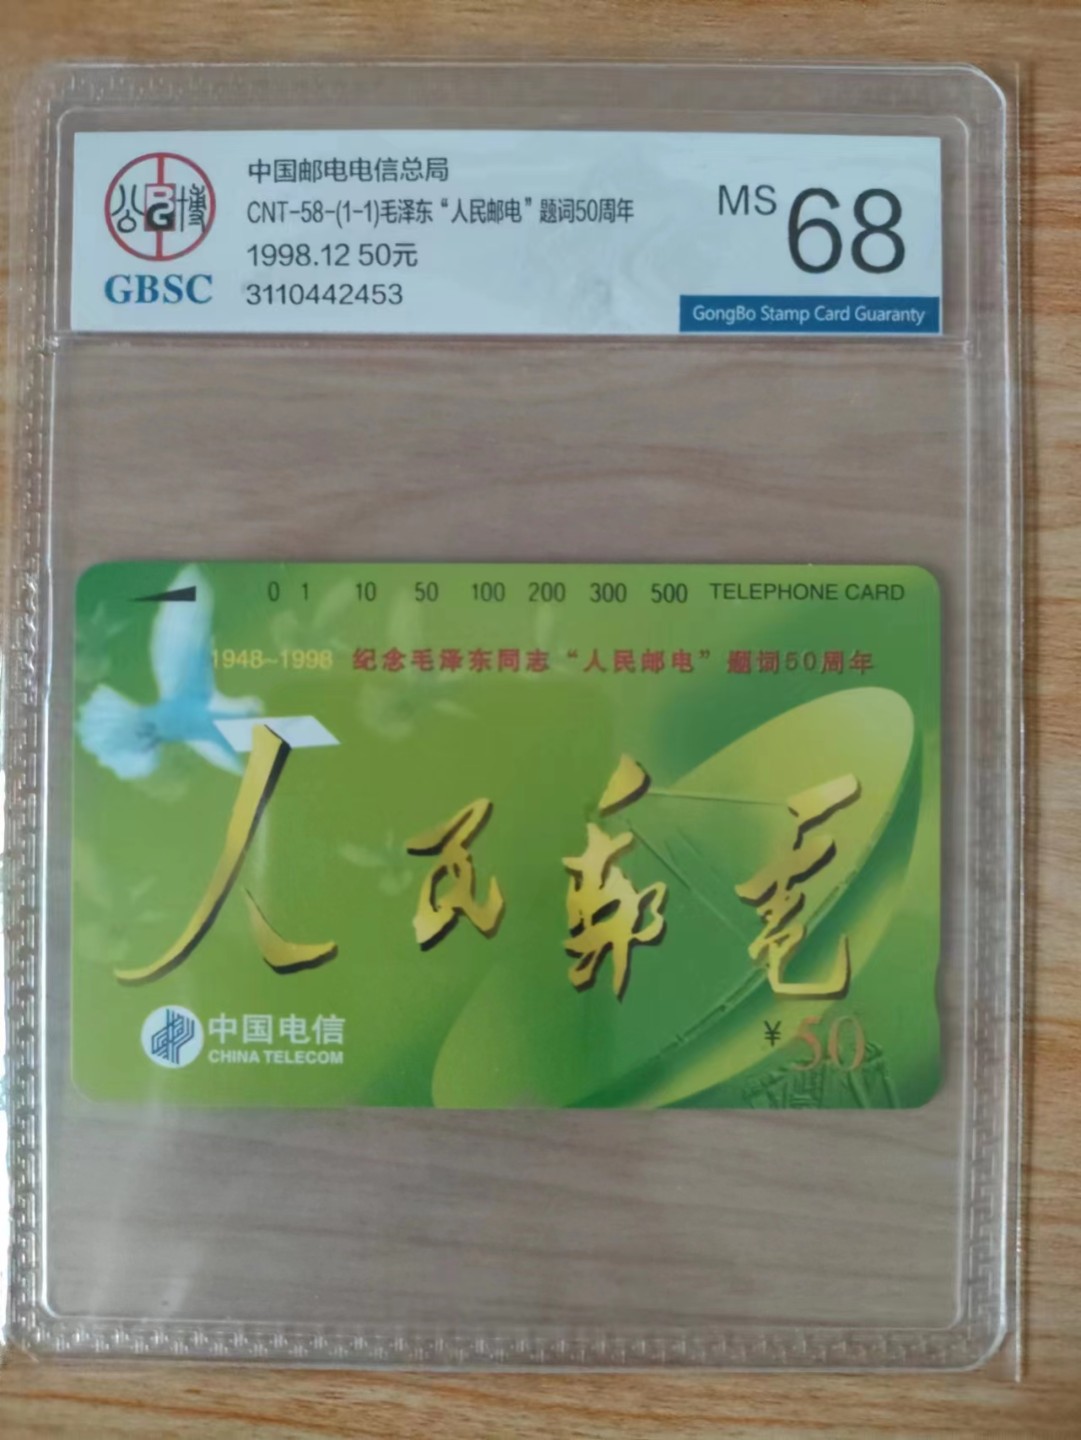 公博
BG
GBSC
中国邮电电信总局
CNT-58-(1-1)毛泽东“人民邮电”题词50周年
1998.12 50元
3110442453
MS 68
GongBo Stamp Card Guaranty
0 1 10 50 100 200 300 500 TELEPHONE CARD
1948~1998 纪念毛泽东同志“人民邮电”题词50周年
人民邮电
中国电信
CHINA TELECOM
¥50